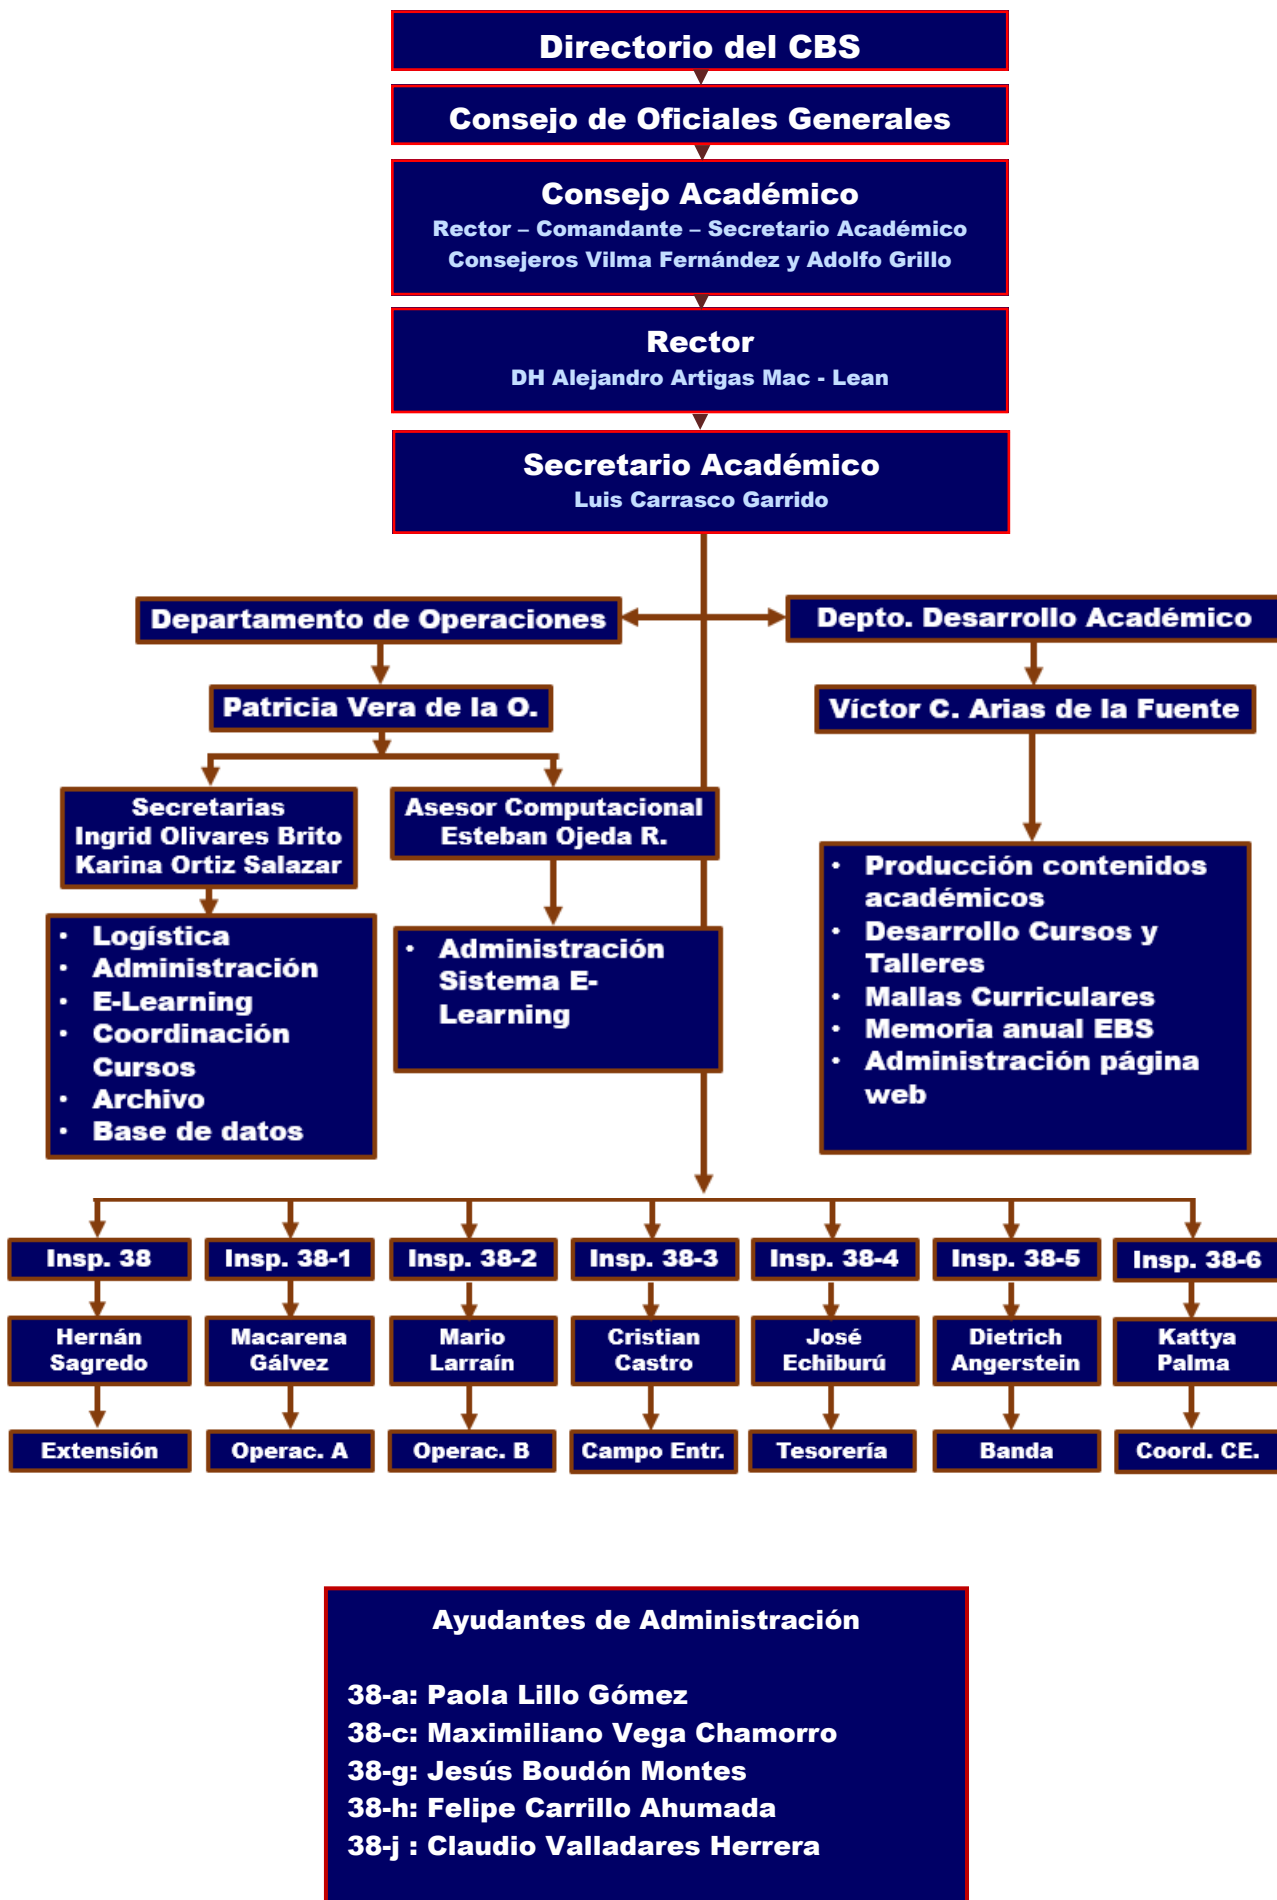 Directorio del CBS
Consejo de Oficiales Generales
Consejo Académico
Rector – Comandante – Secretario Académico
Consejeros Vilma Fernández y Adolfo Grillo
Rector
DH Alejandro Artigas Mac - Lean
Secretario Académico
Luis Carrasco Garrido
Departamento de Operaciones
Depto. Desarrollo Académico
Patricia Vera de la O.
Víctor C. Arias de la Fuente
Secretarias
Ingrid Olivares Brito
Karina Ortiz Salazar
Asesor Computacional
Esteban Ojeda R.
• Logística
• Administración
• E-Learning
• Coordinación
Cursos
• Archivo
• Base de datos
• Administración
Sistema E-
Learning
• Producción contenidos
académicos
• Desarrollo Cursos y
Talleres
• Mallas Curriculares
• Memoria anual EBS
• Administración página
web
Insp. 38
Insp. 38-1
Insp. 38-2
Insp. 38-3
Insp. 38-4
Insp. 38-5
Insp. 38-6
Hernán
Sagredo
Macarena
Gálvez
Mario
Larraín
Cristian
Castro
José
Echiburú
Dietrich
Angerstein
Kattya
Palma
Extensión
Operac. A
Operac. B
Campo Entr.
Tesorería
Banda
Coord. CE.
Ayudantes de Administración
38-a: Paola Lillo Gómez
38-c: Maximiliano Vega Chamorro
38-g: Jesús Boudón Montes
38-h: Felipe Carrillo Ahumada
38-j : Claudio Valladares Herrera